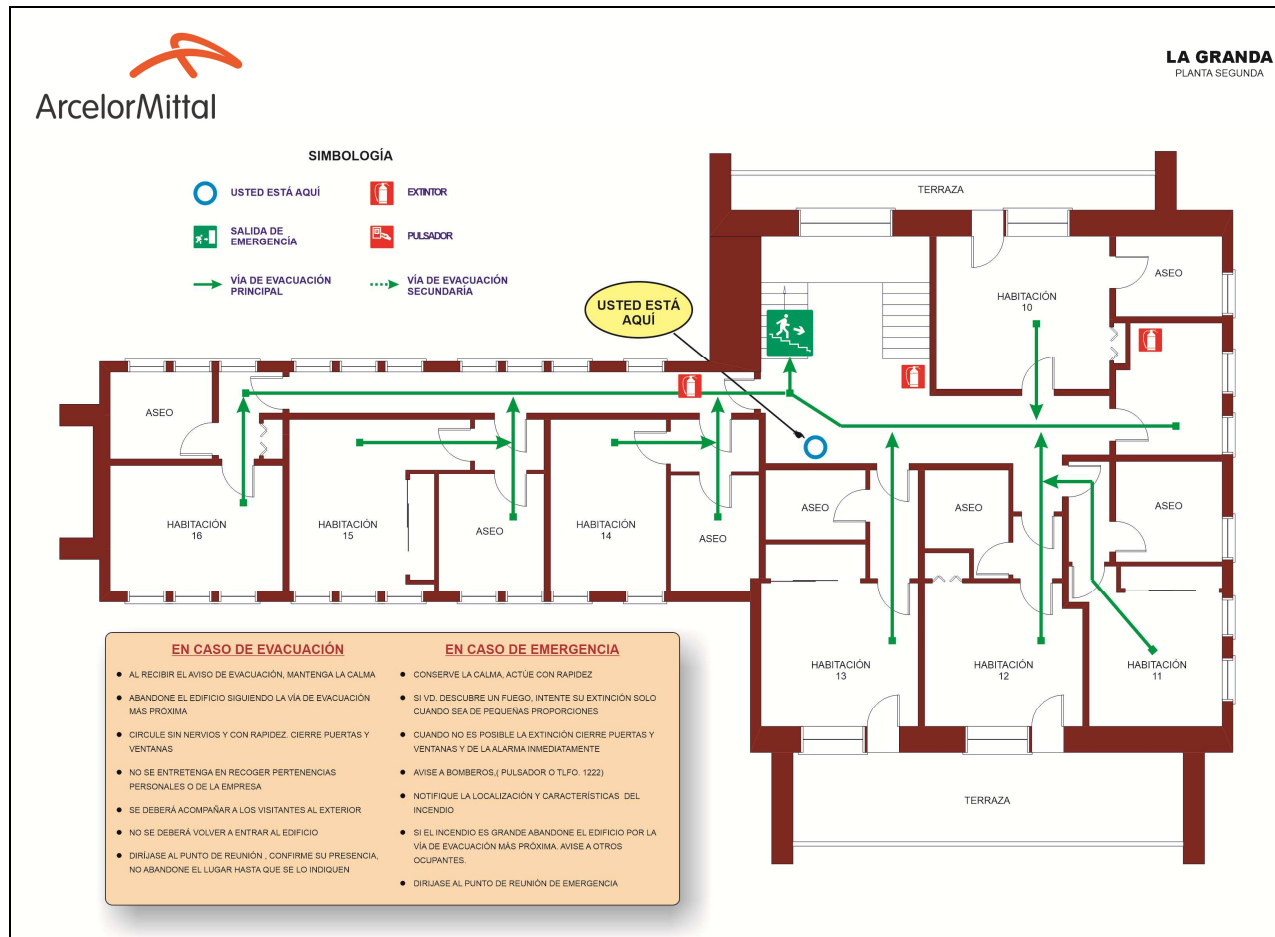 ArcelorMittal
LA GRANDA
PLANTA SEGUNDA
SIMBOLOGÍA
USTED ESTÁ AQUÍ
EXTINTOR
SALIDA DE
EMERGENCÍA
PULSADOR
VÍA DE EVACUACIÓN
PRINCIPAL
VÍA DE EVACUACIÓN
SECUNDARÍA
TERRAZA
USTED ESTÁ
AQUÍ
HABITACIÓN
10
ASEO
ASEO
HABITACIÓN
16
HABITACIÓN
15
ASEO
HABITACIÓN
14
ASEO
ASEO
ASEO
ASEO
HABITACIÓN
13
HABITACIÓN
12
HABITACIÓN
11
TERRAZA
EN CASO DE EVACUACIÓN
AL RECIBIR EL AVISO DE EVACUACIÓN, MANTENGA LA CALMA
ABANDONE EL EDIFICIO SIGUIENDO LA VÍA DE EVACUACIÓN
MÁS PRÓXIMA
CIRCULE SIN NERVIOS Y CON RAPIDEZ. CIERRE PUERTAS Y
VENTANAS
NO SE ENTRETENGA EN RECOGER PERTENENCIAS
PERSONALES O DE LA EMPRESA
SE DEBERÁ ACOMPAÑAR A LOS VISITANTES AL EXTERIOR
NO SE DEBERÁ VOLVER A ENTRAR AL EDIFICIO
DIRÍJASE AL PUNTO DE REUNIÓN , CONFIRME SU PRESENCIA,
NO ABANDONE EL LUGAR HASTA QUE SE LO INDIQUEN
EN CASO DE EMERGENCIA
CONSERVE LA CALMA, ACTÚE CON RAPIDEZ
SI VD. DESCUBRE UN FUEGO, INTENTE SU EXTINCIÓN SOLO
CUANDO SEA DE PEQUEÑAS PROPORCIONES
CUANDO NO ES POSIBLE LA EXTINCIÓN CIERRE PUERTAS Y
VENTANAS Y DE LA ALARMA INMEDIATAMENTE
AVISE A BOMBEROS,( PULSADOR O TLFO. 1222)
NOTIFIQUE LA LOCALIZACIÓN Y CARACTERÍSTICAS DEL
INCENDIO
SI EL INCENDIO ES GRANDE ABANDONE EL EDIFICIO POR LA
VÍA DE EVACUACIÓN MÁS PRÓXIMA. AVISE A OTROS
OCUPANTES.
DIRIJASE AL PUNTO DE REUNIÓN DE EMERGENCIA